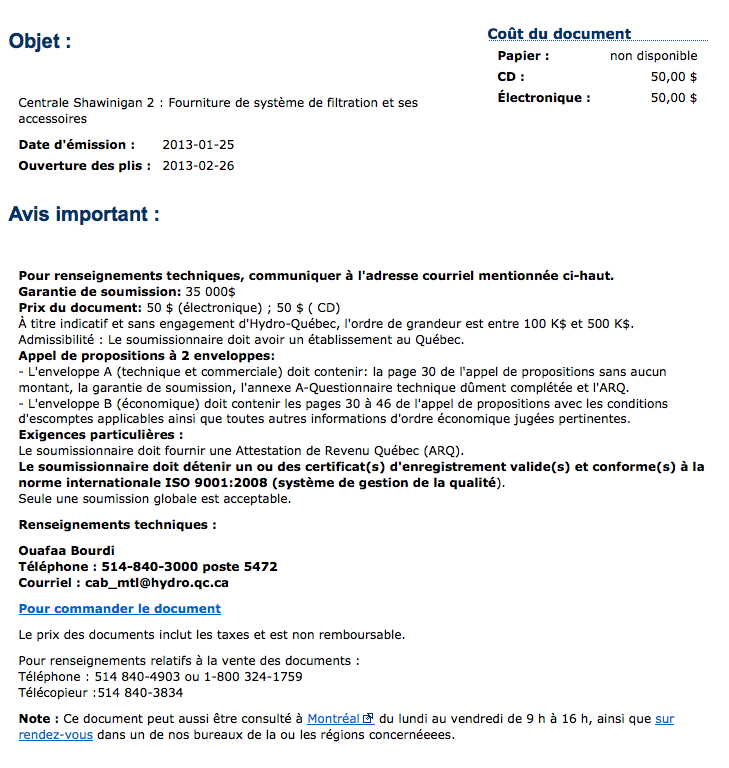 Objet :
Coût du document
Papier : non disponible
CD : 50,00 $
Électronique : 50,00 $
Centrale Shawinigan 2 : Fourniture de système de filtration et ses
accessoires
Date d'émission : 2013-01-25
Ouverture des plis : 2013-02-26
Avis important :
Pour renseignements techniques, communiquer à l'adresse courriel mentionnée ci-haut.
Garantie de soumission: 35 000$
Prix du document: 50 $ (électronique) ; 50 $ ( CD)
À titre indicatif et sans engagement d'Hydro-Québec, l'ordre de grandeur est entre 100 K$ et 500 K$.
Admissibilité : Le soumissionnaire doit avoir un établissement au Québec.
Appel de propositions à 2 enveloppes:
- L'enveloppe A (technique et commerciale) doit contenir: la page 30 de l'appel de propositions sans aucun
montant, la garantie de soumission, l'annexe A-Questionnaire technique dûment complétée et l'ARQ.
- L'enveloppe B (économique) doit contenir les pages 30 à 46 de l'appel de propositions avec les conditions
d'escomptes applicables ainsi que toutes autres informations d'ordre économique jugées pertinentes.
Exigences particulières :
Le soumissionnaire doit fournir une Attestation de Revenu Québec (ARQ).
Le soumissionnaire doit détenir un ou des certificat(s) d'enregistrement valide(s) et conforme(s) à la
norme internationale ISO 9001:2008 (système de gestion de la qualité).
Seule une soumission globale est acceptable.
Renseignements techniques :
Ouafaa Bourdi
Téléphone : 514-840-3000 poste 5472
Courriel : cab_mtl@hydro.qc.ca
Pour commander le document
Le prix des documents inclut les taxes et est non remboursable.
Pour renseignements relatifs à la vente des documents :
Téléphone : 514 840-4903 ou 1-800 324-1759
Télécopieur :514 840-3834
Note : Ce document peut aussi être consulté à Montréal du lundi au vendredi de 9 h à 16 h, ainsi que sur
rendez-vous dans un de nos bureaux de la ou les régions concernéeees.